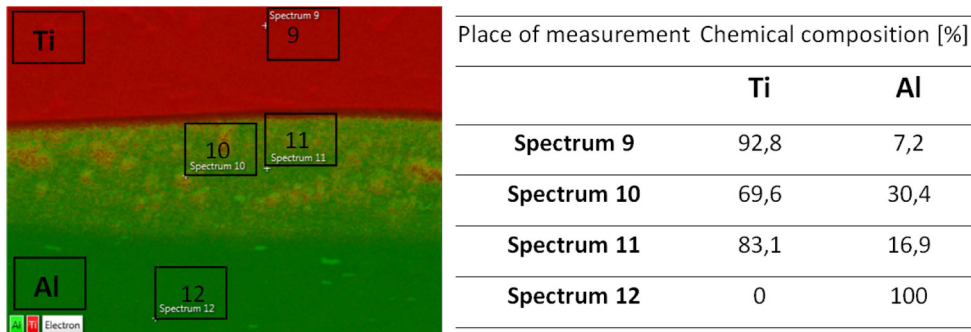 Ti
Spectrum 9
9
10
Spectrum 10
11
Spectrum 11
Al
12
Spectrum 12
Al Ti Electron
Place of measurement Chemical composition [%]
Ti Al
Spectrum 9 92,8 7,2
Spectrum 10 69,6 30,4
Spectrum 11 83,1 16,9
Spectrum 12 0 100